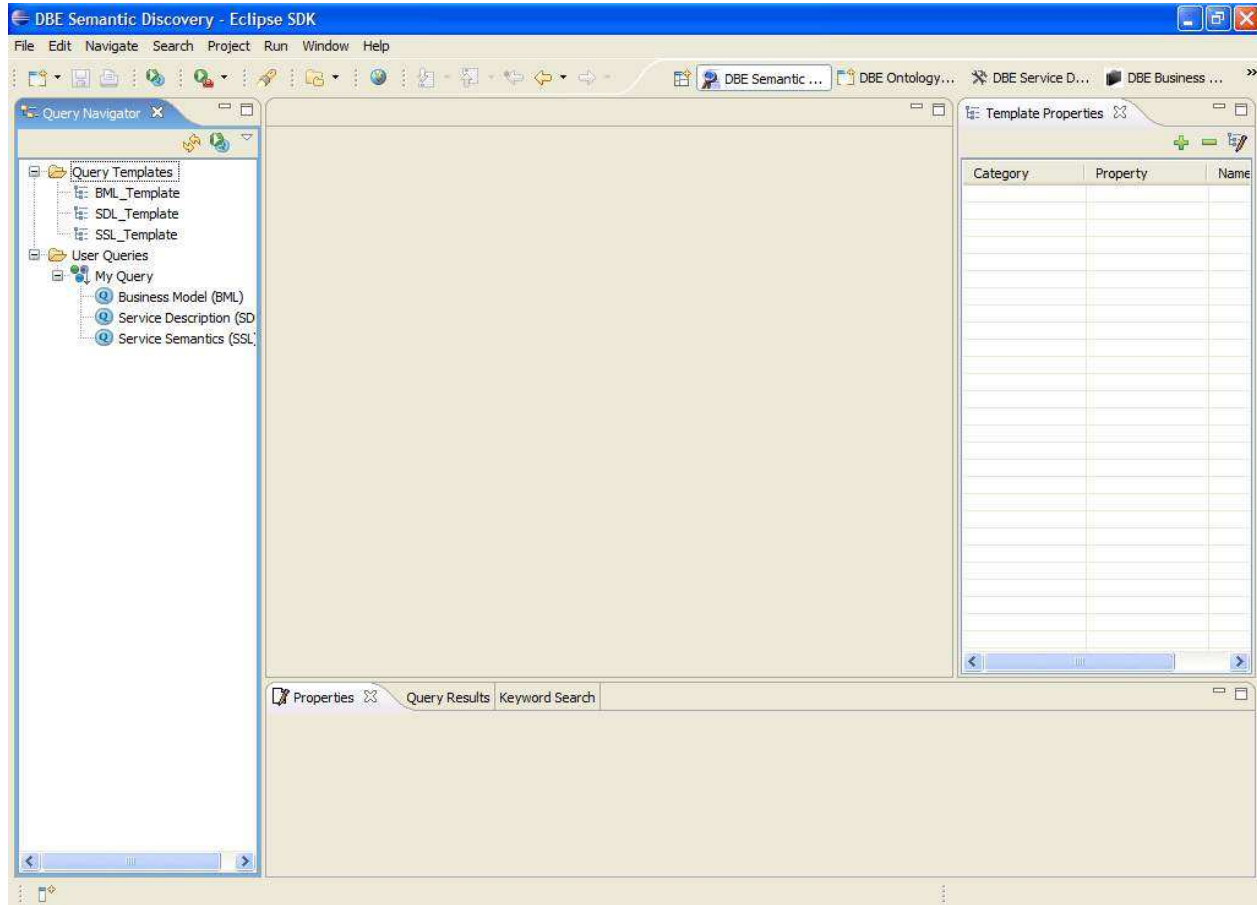 DBE Semantic Discovery - Eclipse SDK
File Edit Navigate Search Project Run Window Help
DBE Semantic ... DBE Ontology... DBE Service D... DBE Business ... »
Query Navigator
Template Properties
Category Property Name
Query Templates
BML_Template
SDL_Template
SSL_Template
User Queries
My Query
Business Model (BML)
Service Description (SD
Service Semantics (SSL)
Properties Query Results Keyword Search